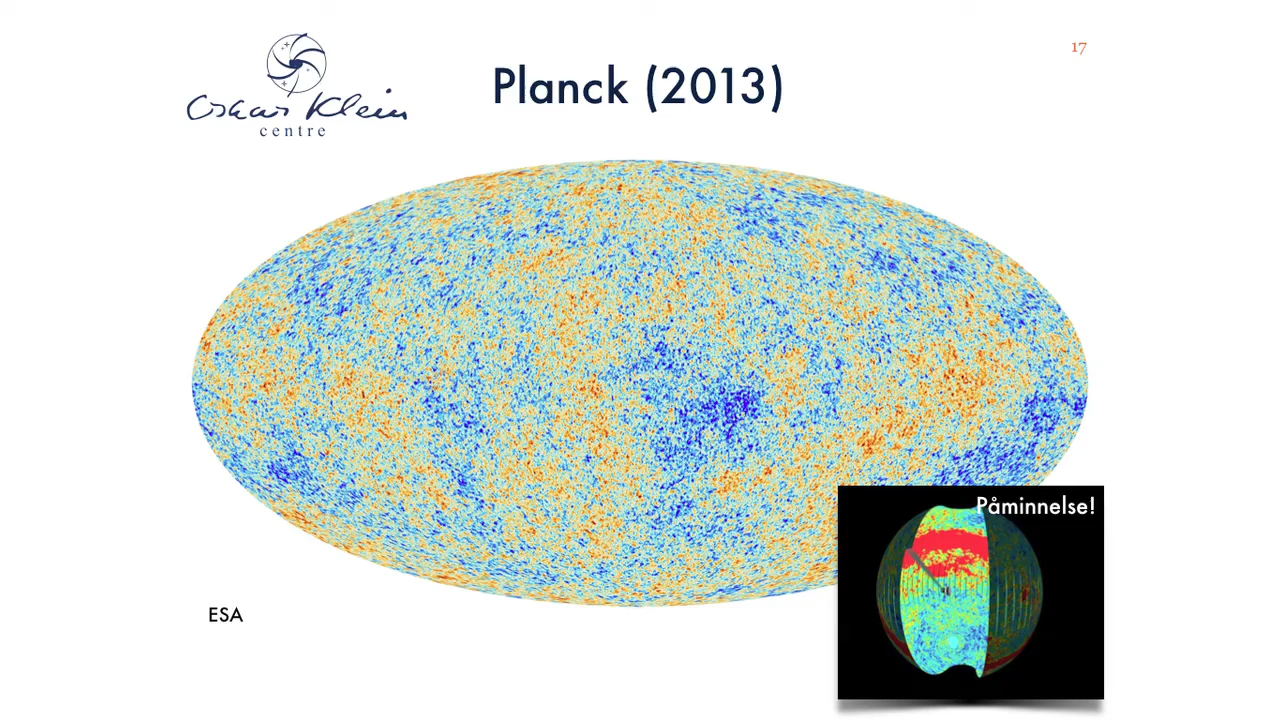 17
Oskar Klein
centre
Planck (2013)
Påminnelse!
ESA